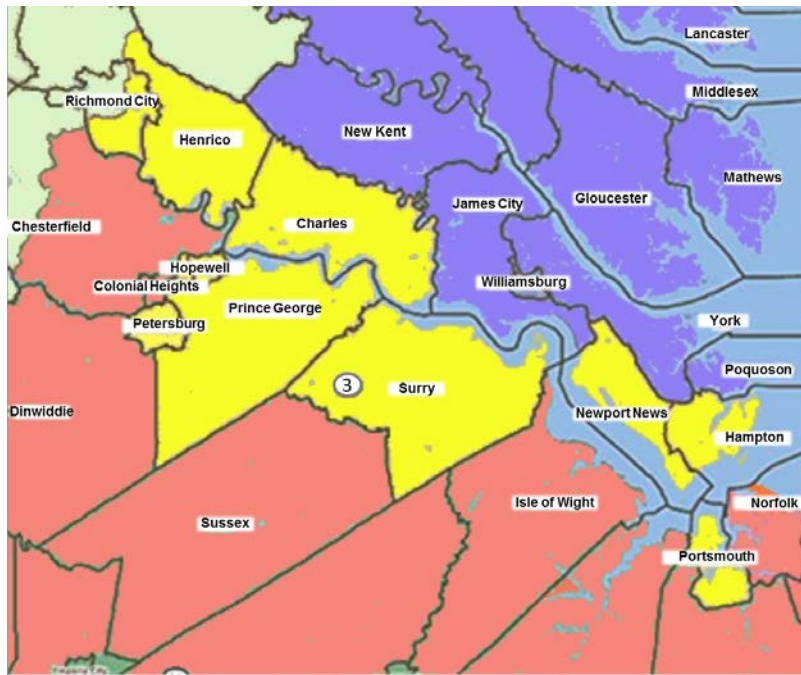 Lancaster
Middlesex
Richmond City
New Kent
Henrico
Mathews
James City
Gloucester
Chesterfield
Charles
Hopewell
Williamsburg
Colonial Heights
Prince George
Petersburg
York
Poquoson
3
Surry
Dinwiddie
Newport News
Hampton
Isle of Wight
Norfolk
Sussex
Portsmouth